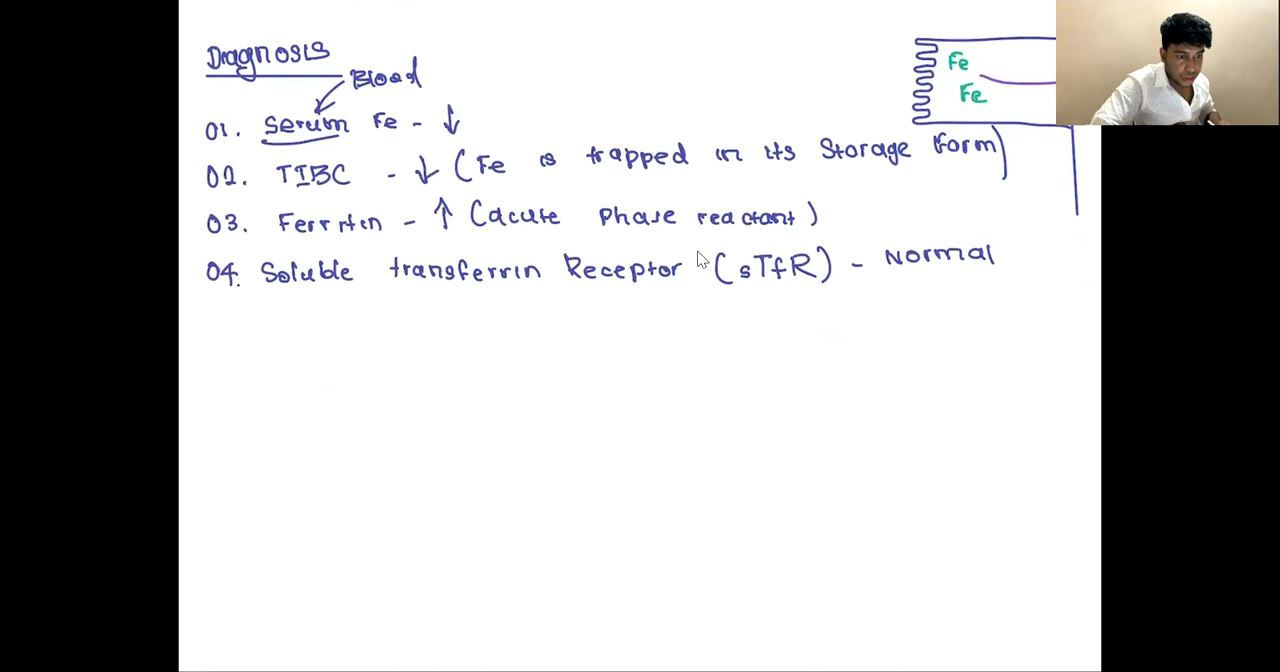 Diagnosis
Blood
01. Serum Fe - ↓
02. TIBC - ↓ (Fe is trapped in its Storage Form)
03. Ferritin - ↑ (acute Phase reactant)
04. Soluble transferrin Receptor (sTfR) - Normal
Fe
Fe